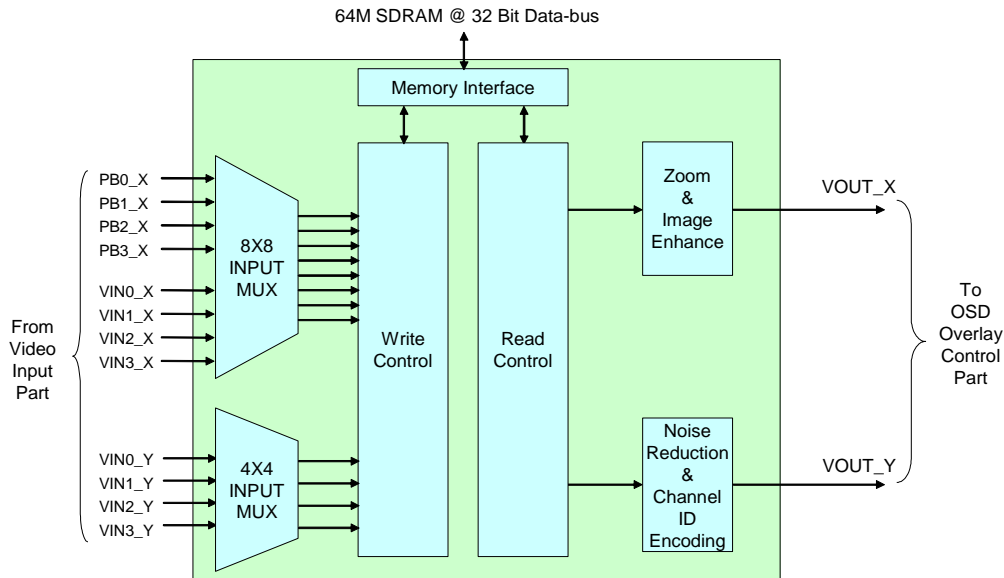 64M SDRAM @ 32 Bit Data-bus
Memory Interface
PB0_X
PB1_X
PB2_X
PB3_X
VIN0_X
VIN1_X
VIN2_X
VIN3_X
8X8
INPUT
MUX
From
Video
Input
Part
VIN0_Y
VIN1_Y
VIN2_Y
VIN3_Y
4X4
INPUT
MUX
Write
Control
Read
Control
Zoom
&
Image
Enhance
VOUT_X
Noise
Reduction
&
Channel
ID
Encoding
VOUT_Y
To
OSD
Overlay
Control
Part